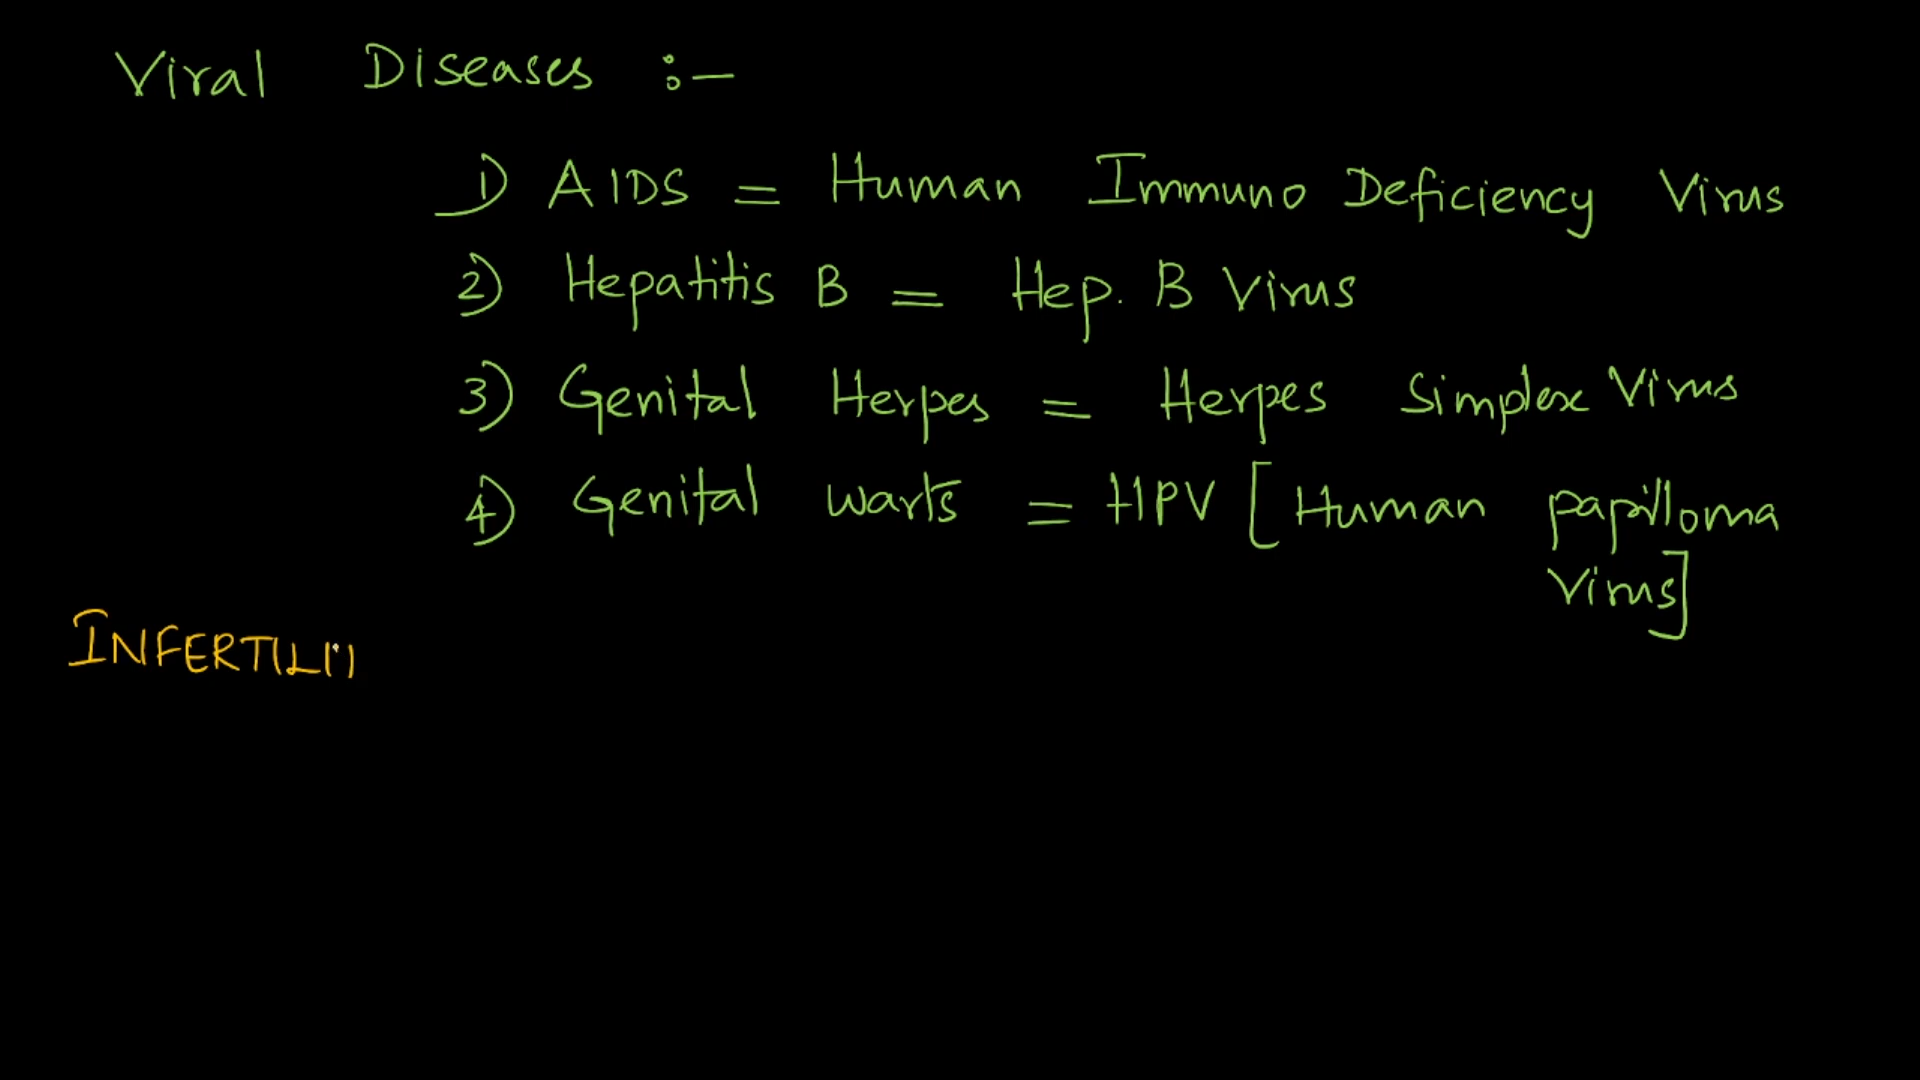 Viral Diseases :-
1) AIDS = Human Immuno Deficiency Virus
2) Hepatitis B = Hep. B Virus
3) Genital Herpes = Herpes Simplex Virus
4) Genital warts = HPV [Human papilloma
Virus]
INFERTILI